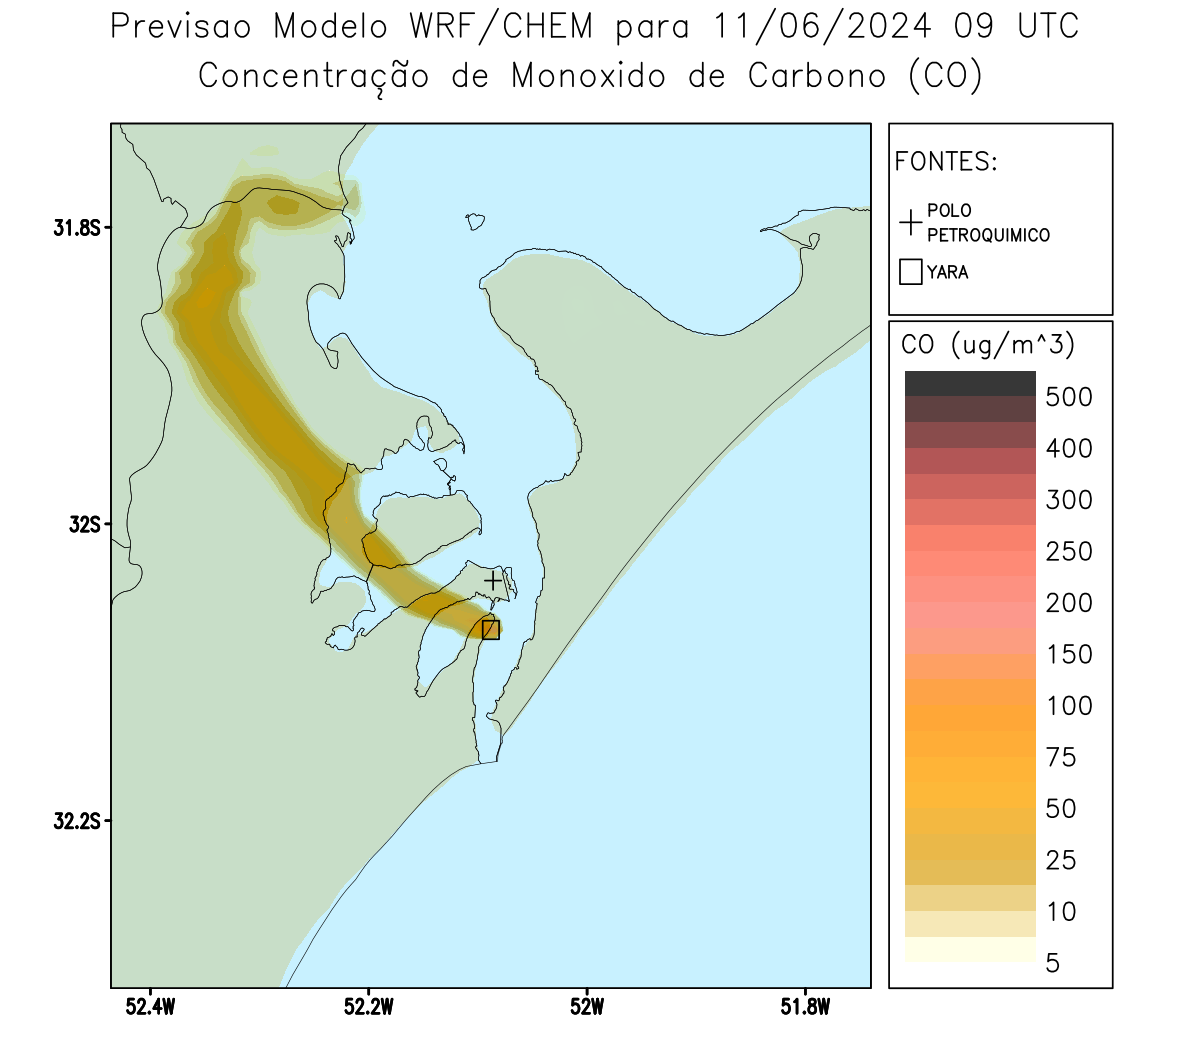 Previsao Modelo WRF/CHEM para 11/06/2024 09 UTC
Concentração de Monoxido de Carbono (CO)
FONTES:
POLO
PETROQUIMICO
YARA
CO (ug/m^3)
500
400
300
250
200
150
100
75
50
25
10
5
31.8S
32S
32.2S
52.4W
52.2W
52W
51.8W